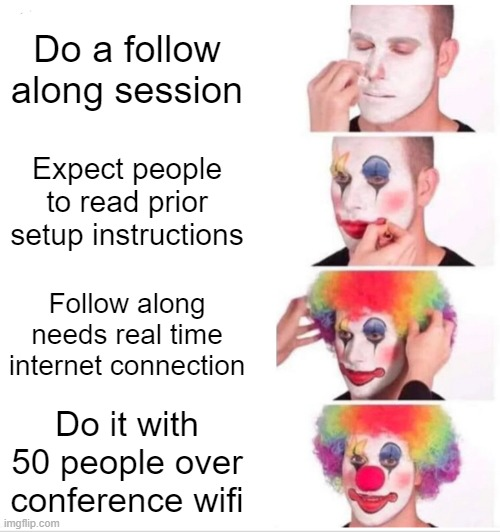 Do a follow
along session
Expect people
to read prior
setup instructions
Follow along
needs real time
internet connection
Do it with
50 people over
conference wifi
imgflip.com